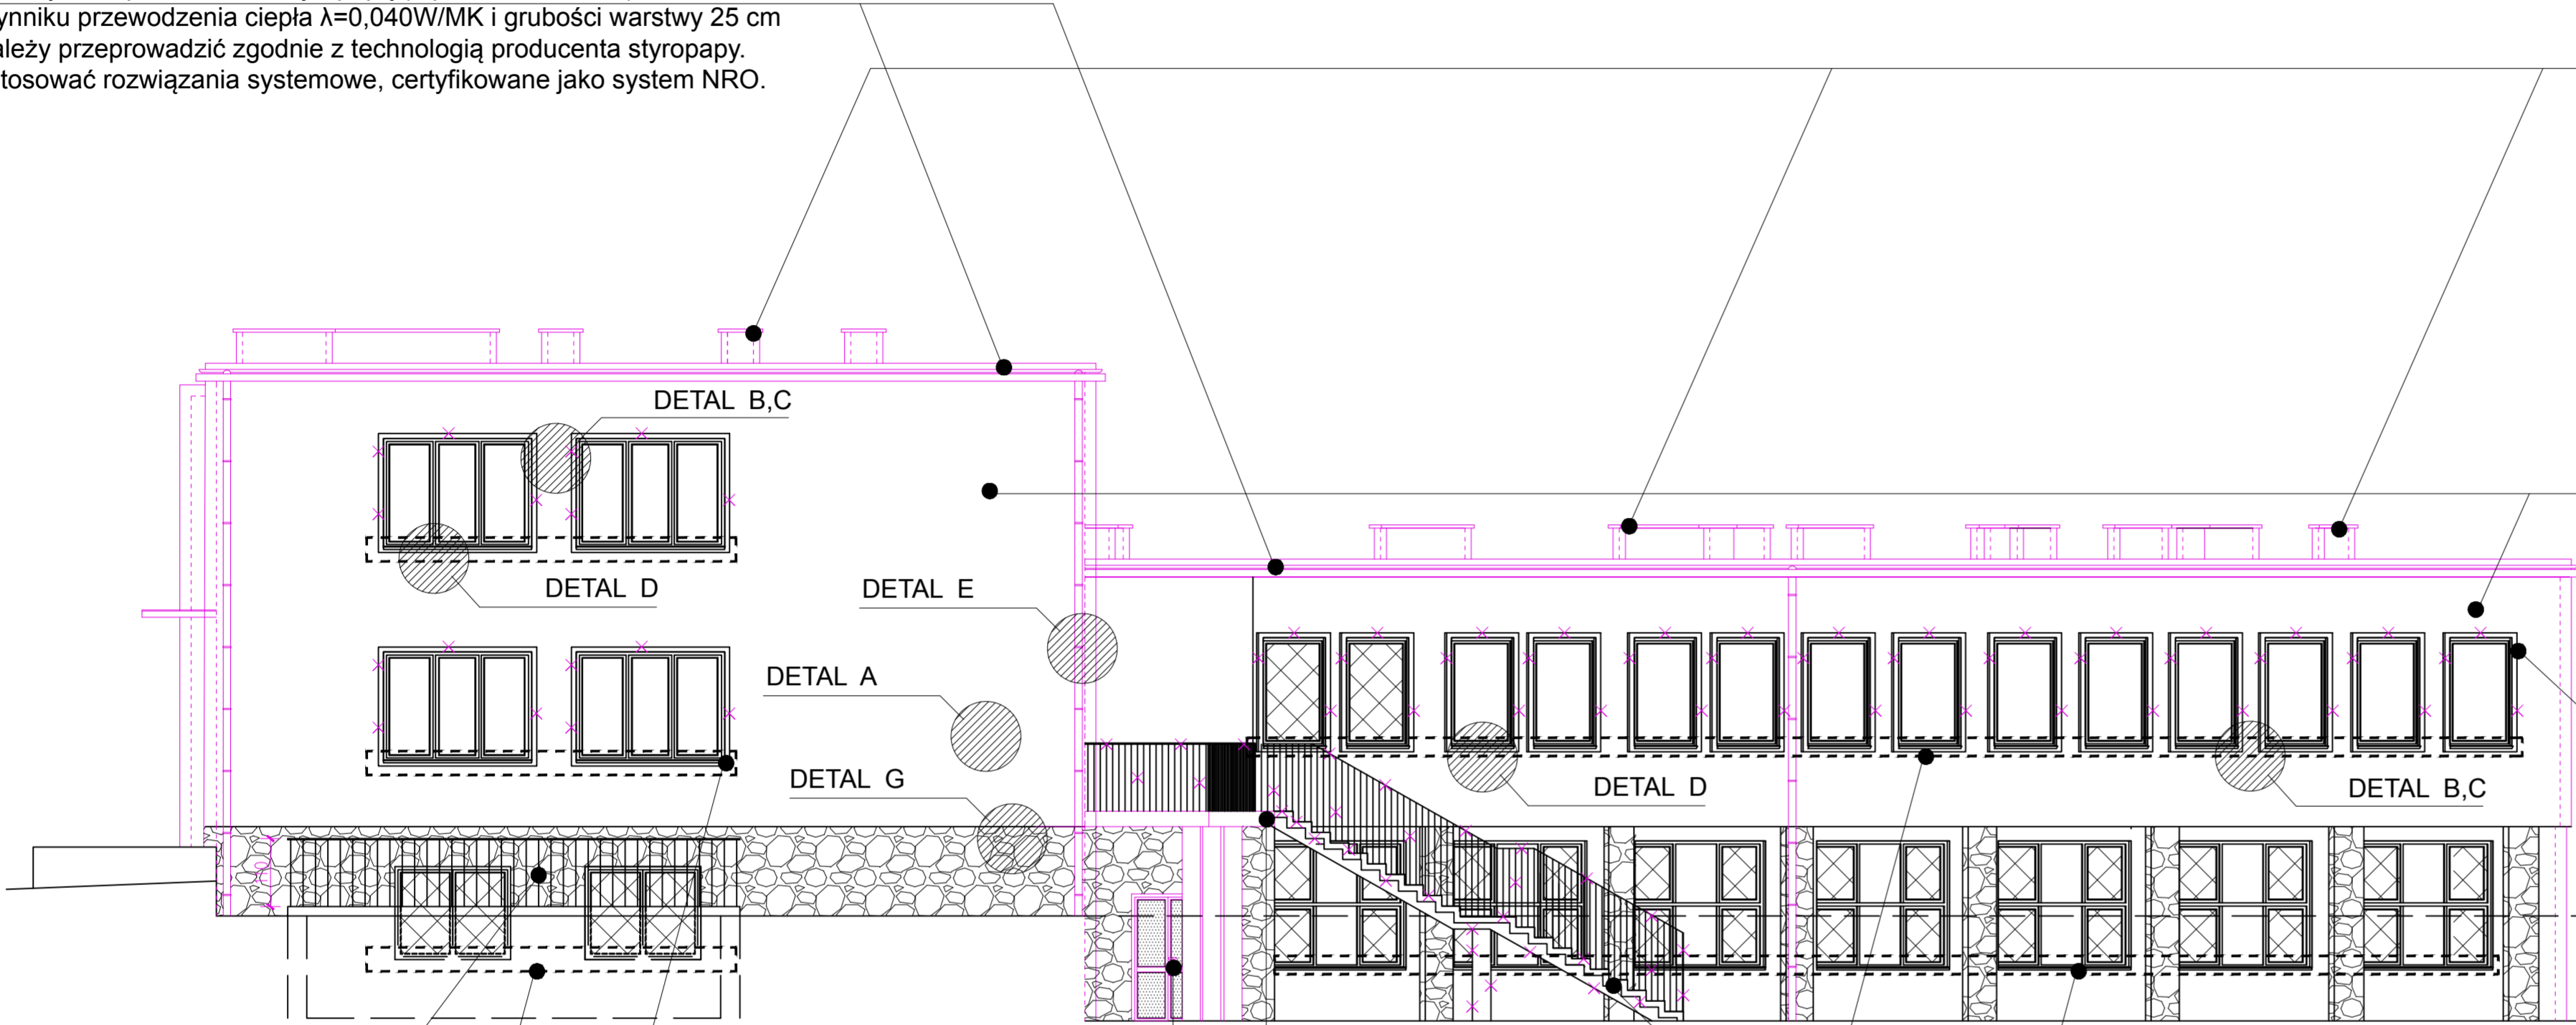 ynniku przewodzenia ciepła λ=0,040W/MK i grubości warstwy 25 cm
ależy przeprowadzić zgodnie z technologią producenta styropapy.
tosować rozwiązania systemowe, certyfikowane jako system NRO.
DETAL B,C
DETAL D
DETAL E
DETAL A
DETAL G
DETAL D
DETAL B,C